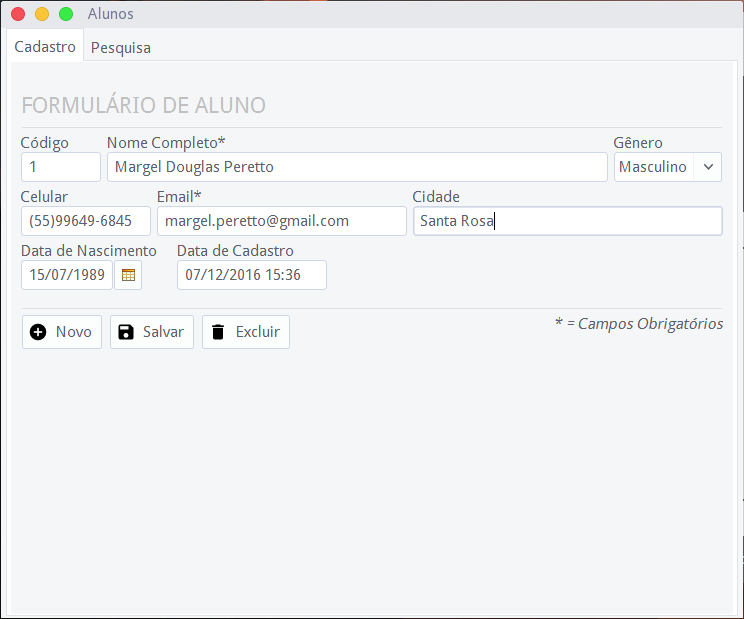 Alunos
Cadastro Pesquisa
FORMULÁRIO DE ALUNO
Código Nome Completo* Gênero
1 Margel Douglas Peretto Masculino
Celular Email* Cidade
(55)99649-6845 margel.peretto@gmail.com Santa Rosa
Data de Nascimento Data de Cadastro
15/07/1989 07/12/2016 15:36
* = Campos Obrigatórios
Novo Salvar Excluir